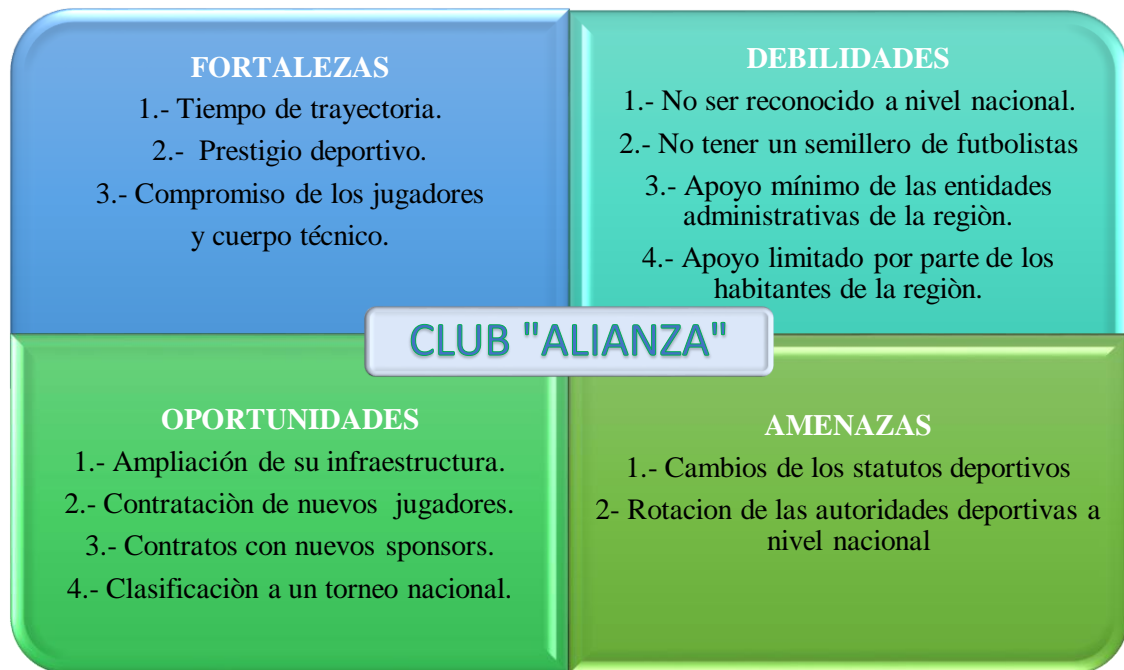 FORTALEZAS
1.- Tiempo de trayectoria.
2.- Prestigio deportivo.
3.- Compromiso de los jugadores
y cuerpo técnico.
DEBILIDADES
1.- No ser reconocido a nivel nacional.
2.- No tener un semillero de futbolistas
3.- Apoyo mínimo de las entidades
administrativas de la regiòn.
4.- Apoyo limitado por parte de los
habitantes de la regiòn.
CLUB "ALIANZA"
OPORTUNIDADES
1.- Ampliación de su infraestructura.
2.- Contrataciòn de nuevos jugadores.
3.- Contratos con nuevos sponsors.
4.- Clasificaciòn a un torneo nacional.
AMENAZAS
1.- Cambios de los statutos deportivos
2- Rotacion de las autoridades deportivas a
nivel nacional